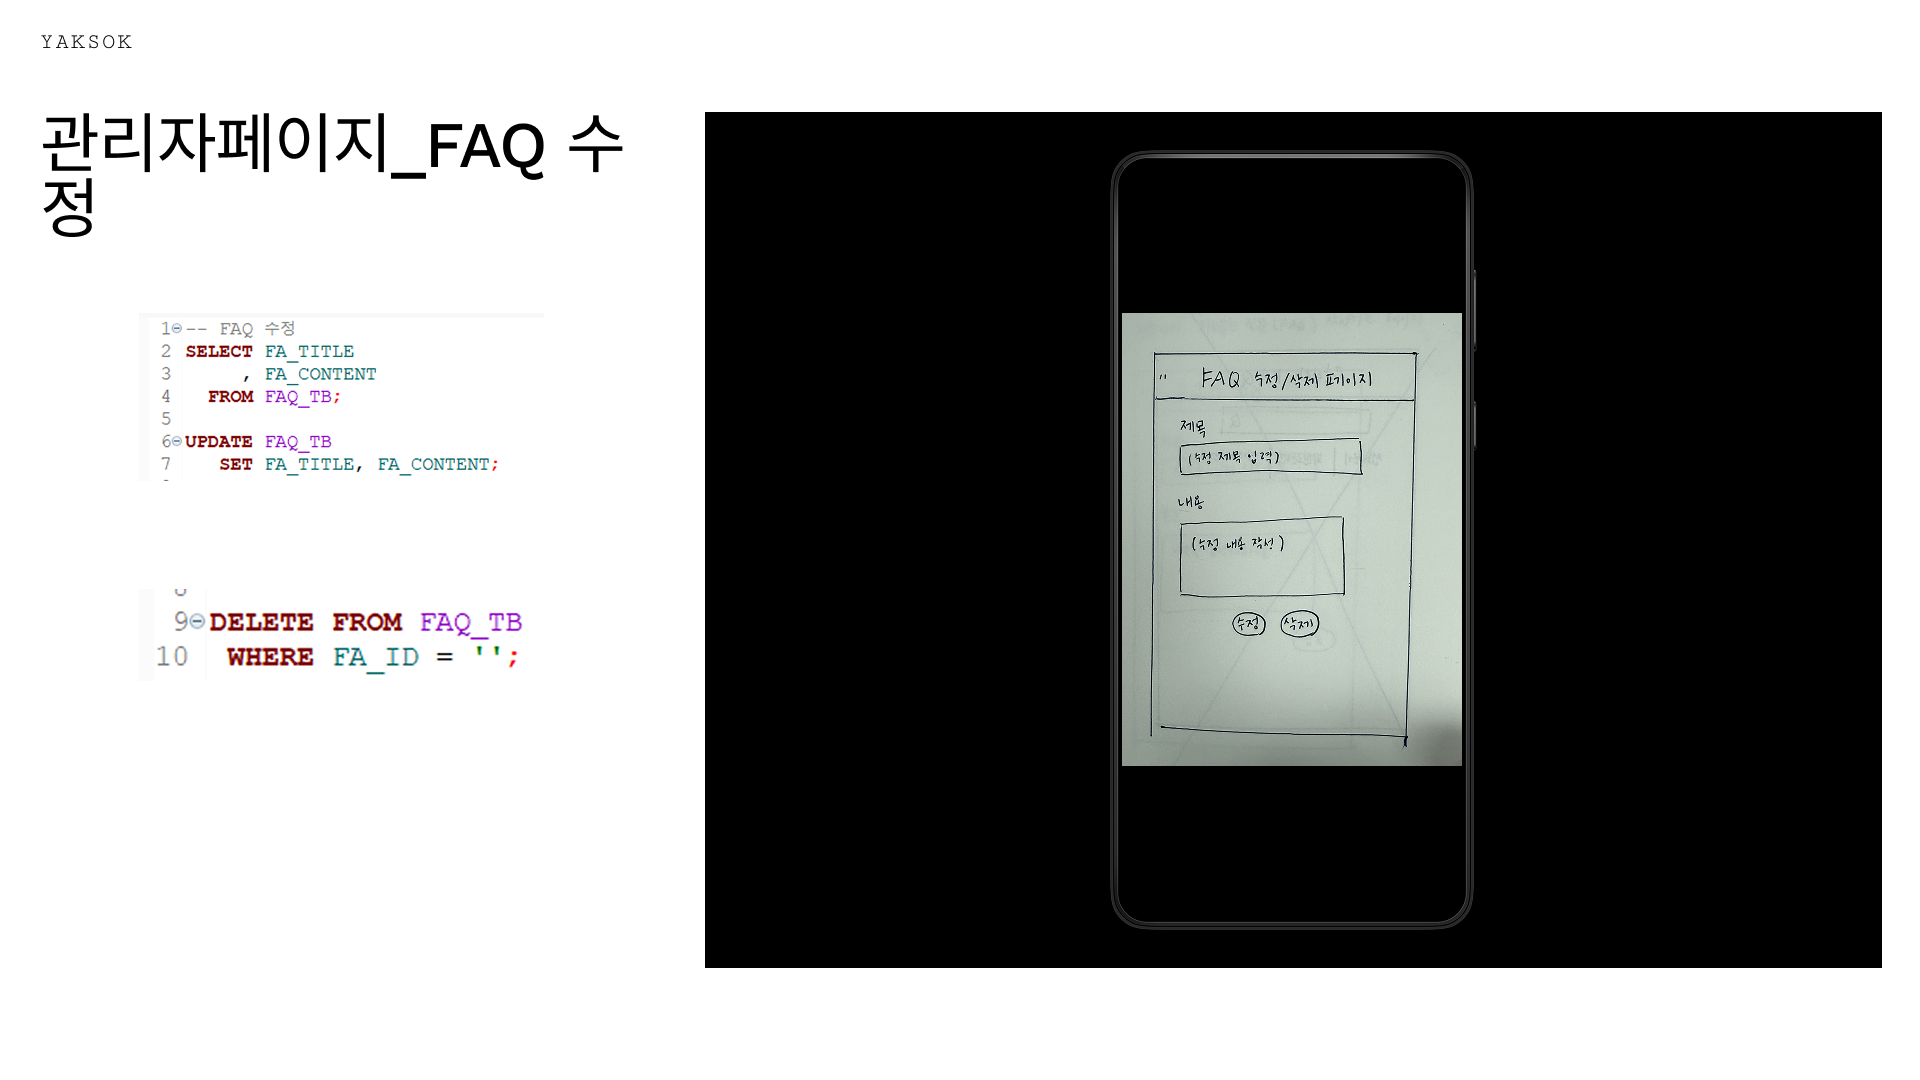 YAKSOK
관리자페이지_FAQ 수
정
1 -- FAQ 수정
2 SELECT FA_TITLE
3 , FA_CONTENT
4 FROM FAQ_TB;
5
6 UPDATE FAQ_TB
7 SET FA_TITLE, FA_CONTENT;
9 DELETE FROM FAQ_TB
10 WHERE FA_ID = '';
FAQ 수정/삭제 페이지
제목
(수정 제목 입력)
내용
(수정 내용 작성)
수정 삭제